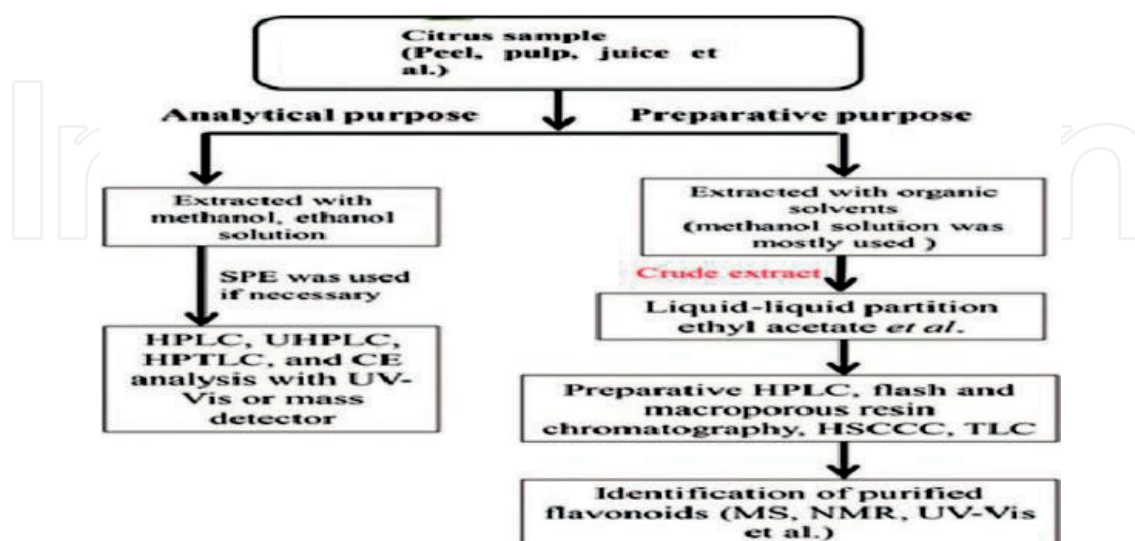 Citrus sample
(Peel, pulp, juice et
al.)
Analytical purpose
Preparative purpose
Extracted with
methanol, ethanol
solution
Extracted with organic
solvents
(methanol solution was
mostly used )
SPE was used
if necessary
Crude extract
Liquid-liquid partition
ethyl acetate et al.
HPLC, UHPLC,
HPTLC, and CE
analysis with UV-
Vis or mass
detector
Preparative HPLC, flash and
macroporous resin
chromatography, HSCCC, TLC
Identification of purified
flavonoids (MS, NMR, UV-Vis
et al.)